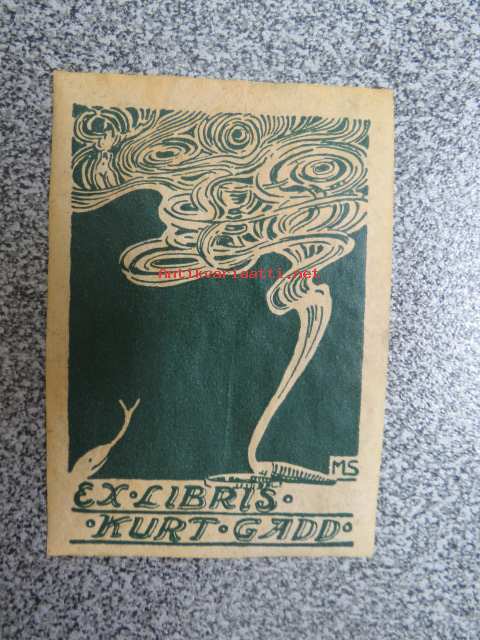 Antikvariaatti.net
MS
EX·LIBRIS·
·KURT·GADD·